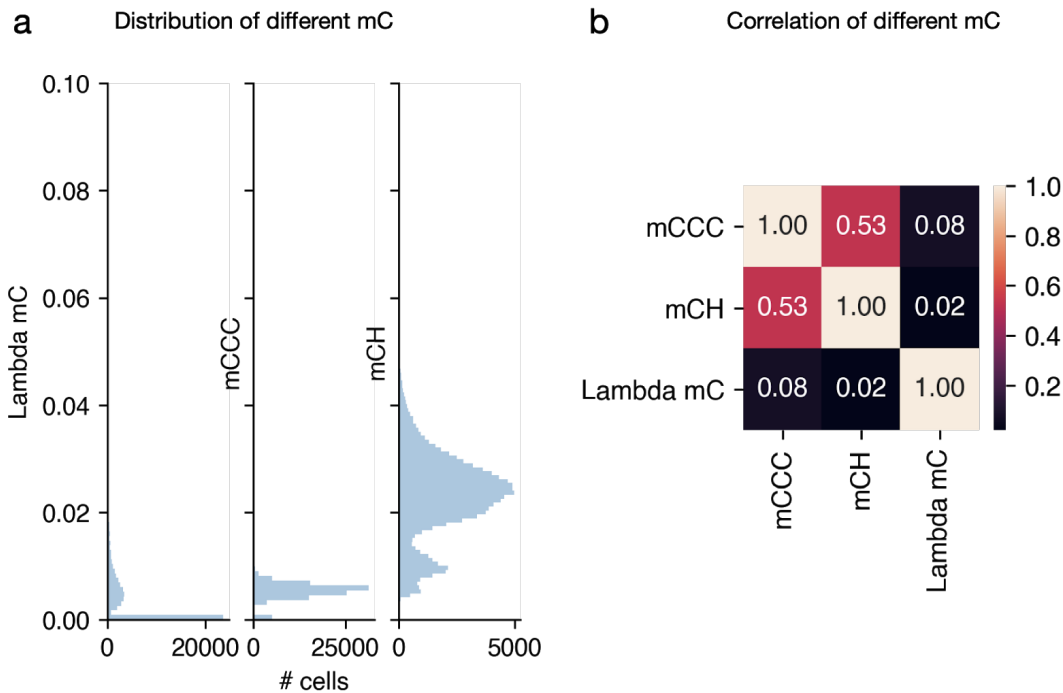 a
Distribution of different mC
0.10
0.08
0.06
0.04
0.02
0.00
Lambda mC
mCCC
mCH
0
20000
0
25000
0
5000
# cells
b
Correlation of different mC
mCCC
1.00
0.53
0.08
mCH
0.53
1.00
0.02
Lambda mC
0.08
0.02
1.00
mCCC
mCH
Lambda mC
1.0
0.8
0.6
0.4
0.2